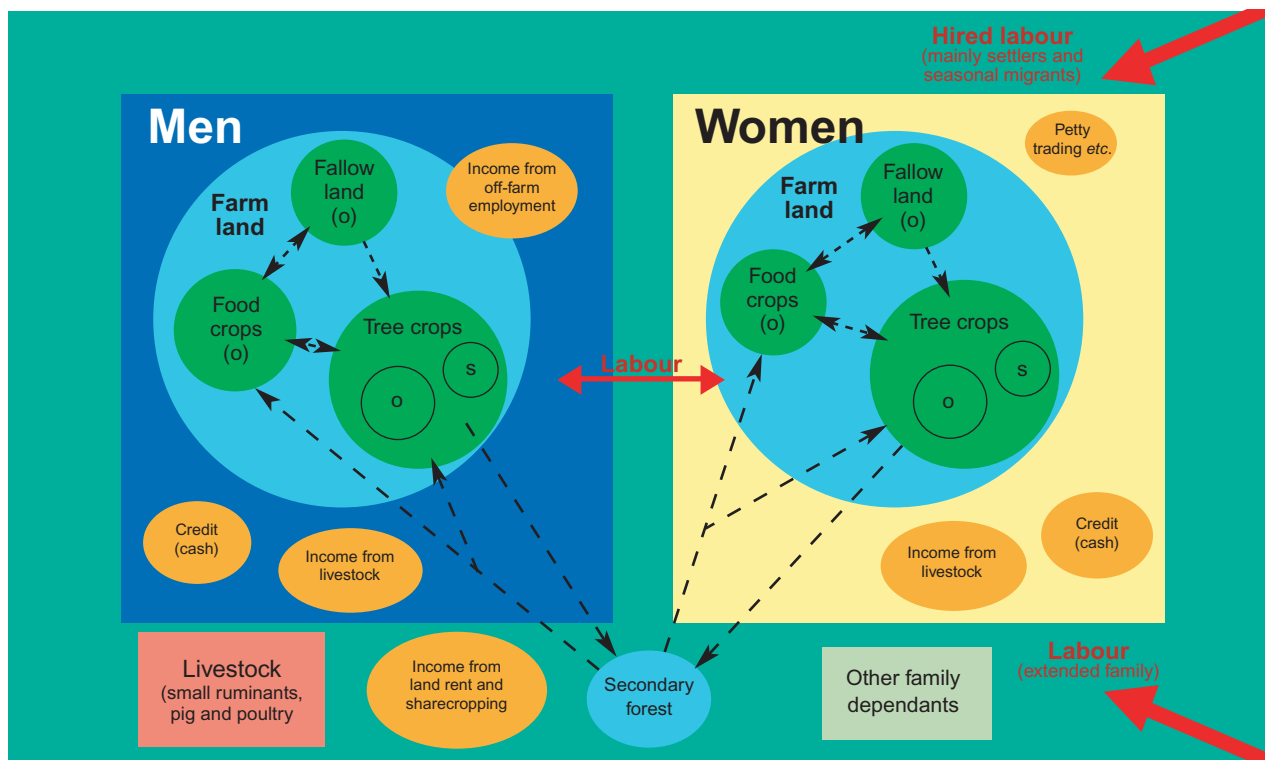 Hired labour
(mainly settlers and
seasonal migrants)
Men
Fallow
land
(o)
Farm
land
Income from
off-farm
employment
Food
crops
(o)
Tree crops
s
o
Credit
(cash)
Income from
livestock
Labour
Women
Petty
trading etc.
Fallow
land
(o)
Farm
land
Food
crops
(o)
Tree crops
s
o
Income from
livestock
Credit
(cash)
Livestock
(small ruminants,
pig and poultry
Income from
land rent and
sharecropping
Secondary
forest
Other family
dependants
Labour
(extended family)